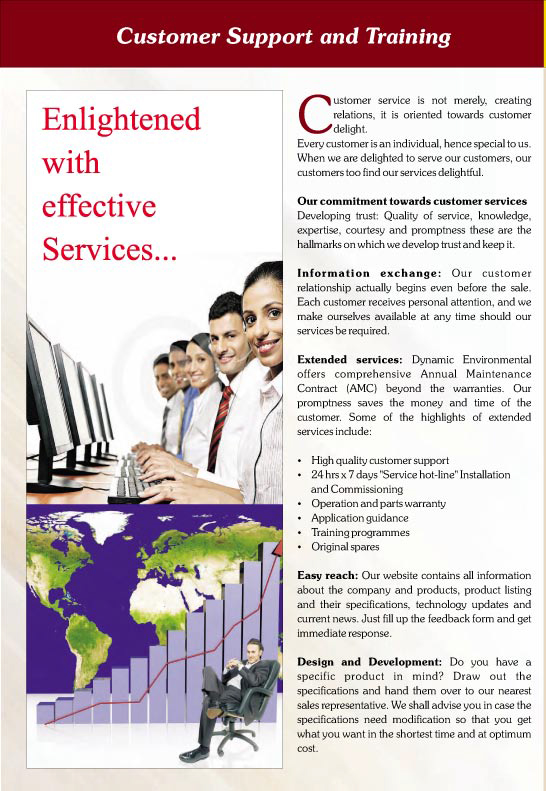 Customer Support and Training
Enlightened
with
effective
Services...
Customer service is not merely, creating
relations, it is oriented towards customer
delight.
Every customer is an individual, hence special to us.
When we are delighted to serve our customers, our
customers too find our services delightful.
Our commitment towards customer services
Developing trust: Quality of service, knowledge,
expertise, courtesy and promptness these are the
hallmarks on which we develop trust and keep it.
Information exchange: Our customer
relationship actually begins even before the sale.
Each customer receives personal attention, and we
make ourselves available at any time should our
services be required.
Extended services: Dynamic Environmental
offers comprehensive Annual Maintenance
Contract (AMC) beyond the warranties. Our
promptness saves the money and time of the
customer. Some of the highlights of extended
services include:
• High quality customer support
• 24 hrs x 7 days "Service hot-line" Installation
and Commissioning
• Operation and parts warranty
• Application guidance
• Training programmes
• Original spares
Easy reach: Our website contains all information
about the company and products, product listing
and their specifications, technology updates and
current news. Just fill up the feedback form and get
immediate response.
Design and Development: Do you have a
specific product in mind? Draw out the
specifications and hand them over to our nearest
sales representative. We shall advise you in case the
specifications need modification so that you get
what you want in the shortest time and at optimum
cost.